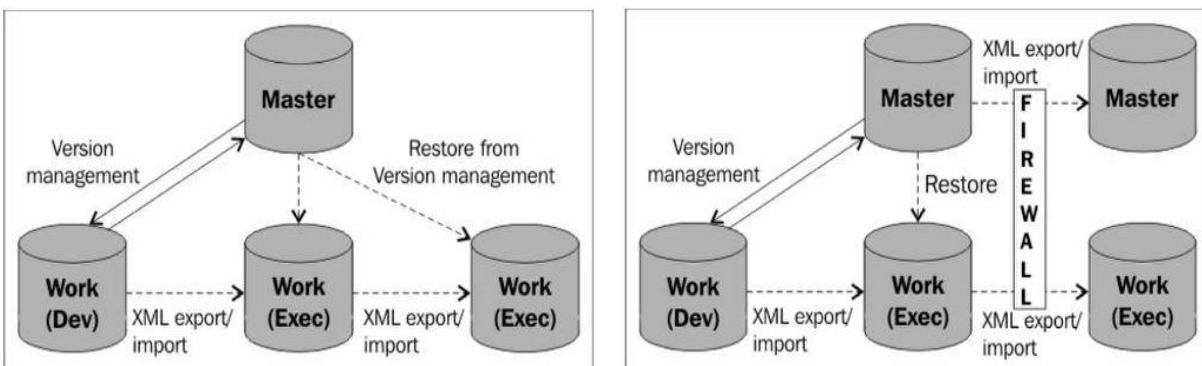 Master
Version
management
Restore from
Version management
Work
(Dev)
XML export/
import
Work
(Exec)
XML export/
import
Work
(Exec)
Master
XML export/
import
Master
FIREWALL
Version
management
Restore
Work
(Dev)
XML export/
import
Work
(Exec)
XML export/
import
Work
(Exec)